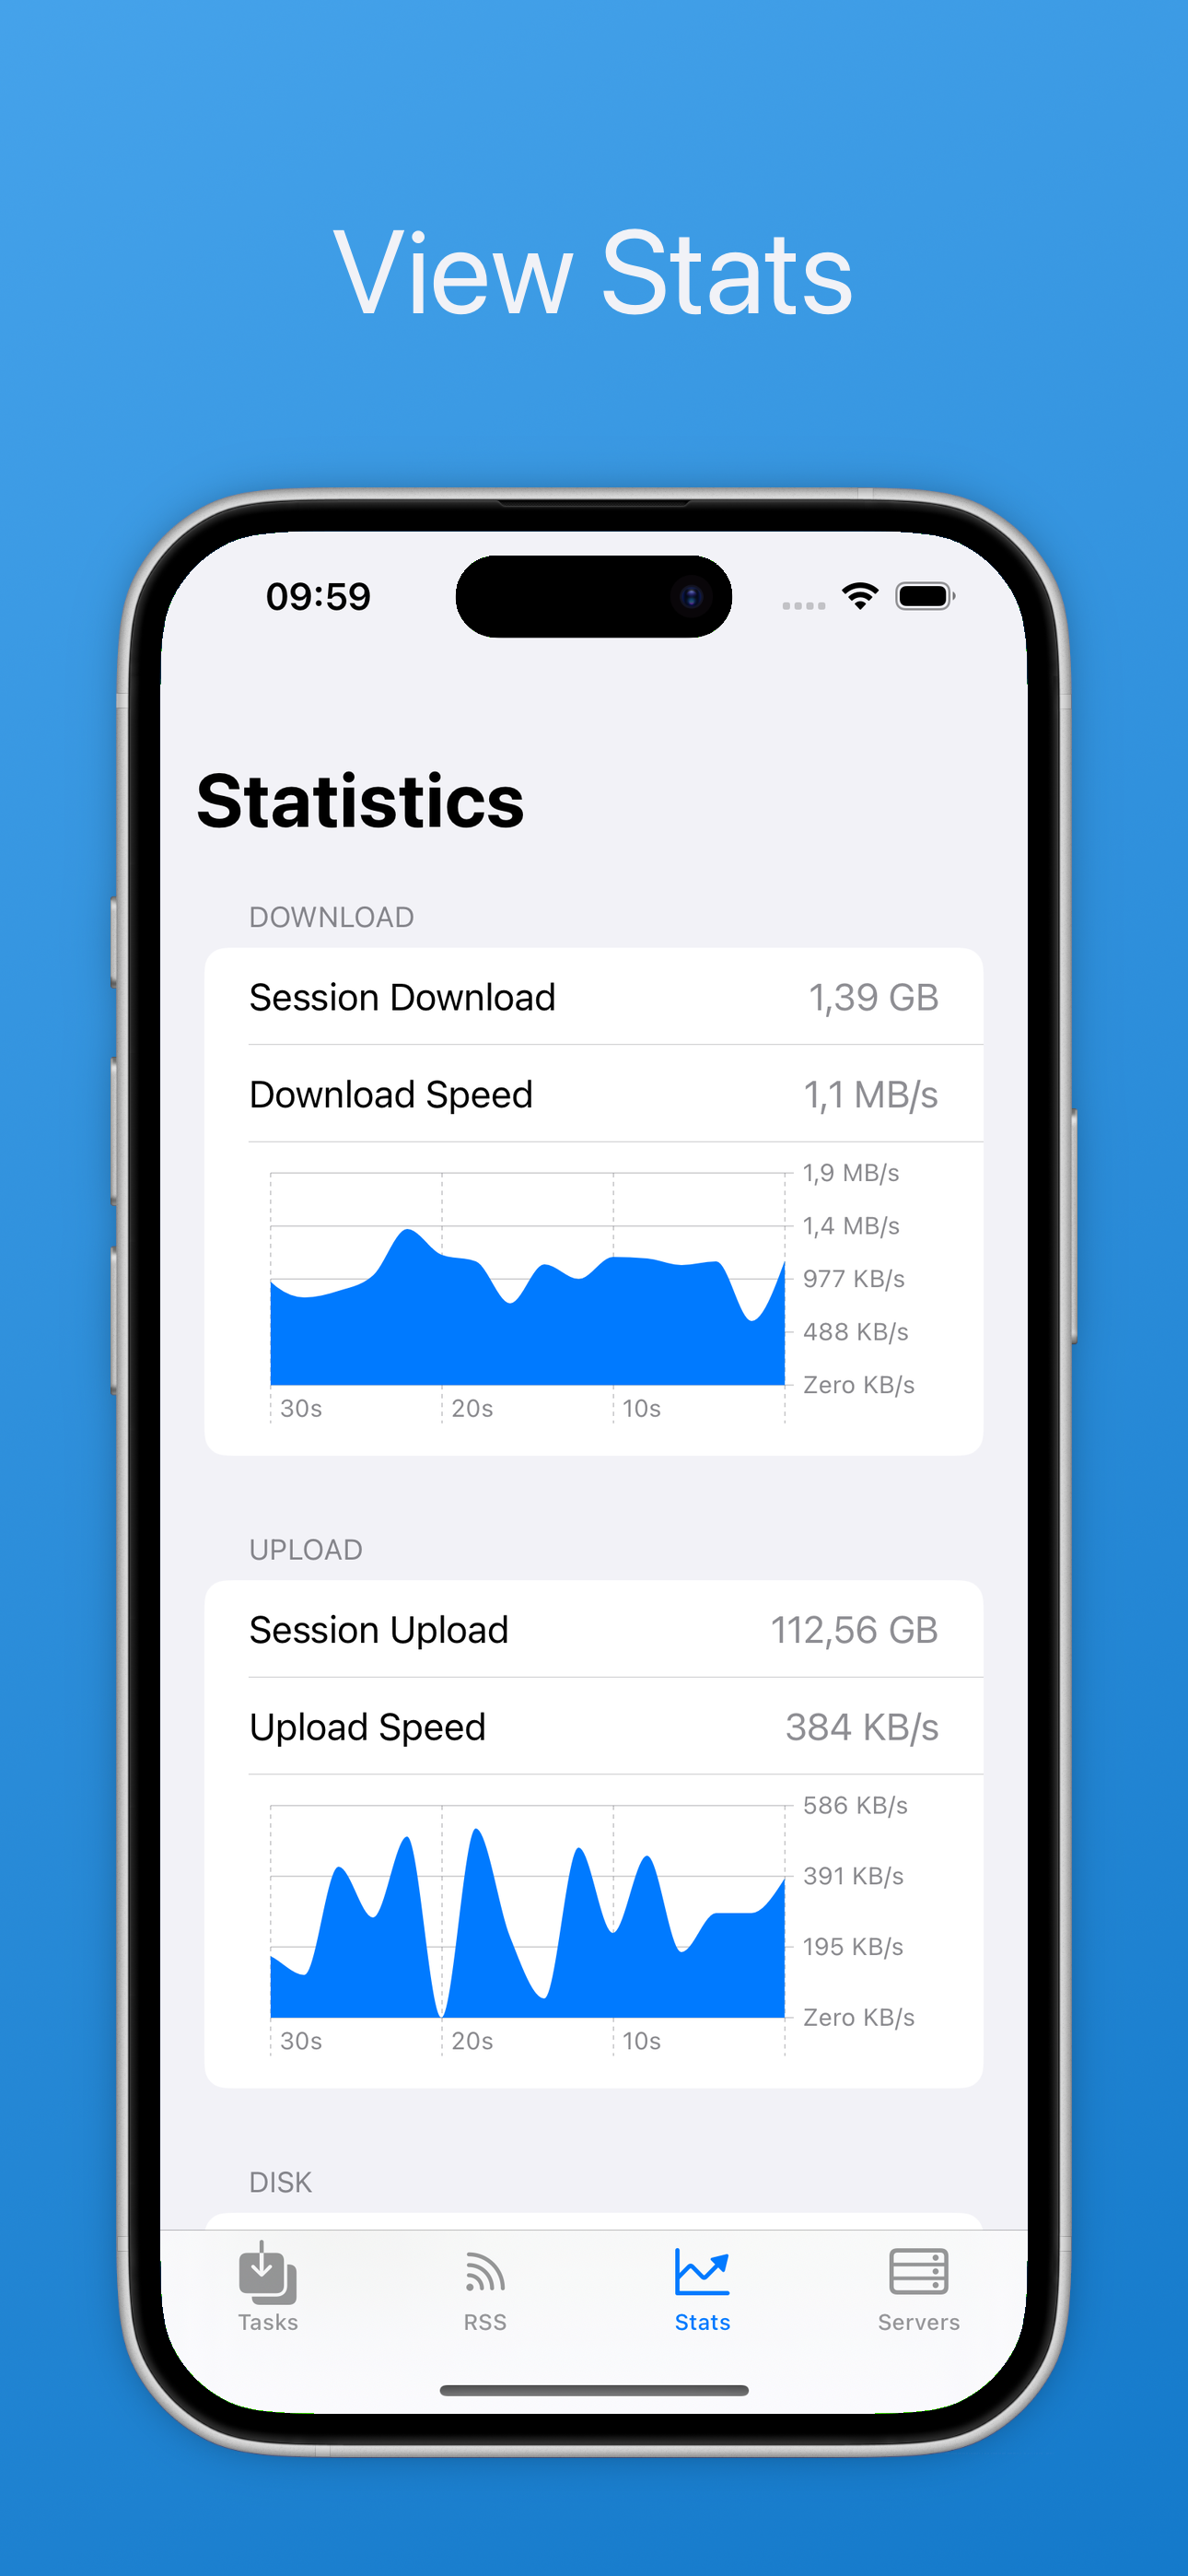 View Stats
09:59
Statistics
DOWNLOAD
Session Download 1,39 GB
Download Speed 1,1 MB/s
1,9 MB/s
1,4 MB/s
977 KB/s
488 KB/s
Zero KB/s
30s 20s 10s
UPLOAD
Session Upload 112,56 GB
Upload Speed 384 KB/s
586 KB/s
391 KB/s
195 KB/s
Zero KB/s
30s 20s 10s
DISK
Tasks RSS Stats Servers